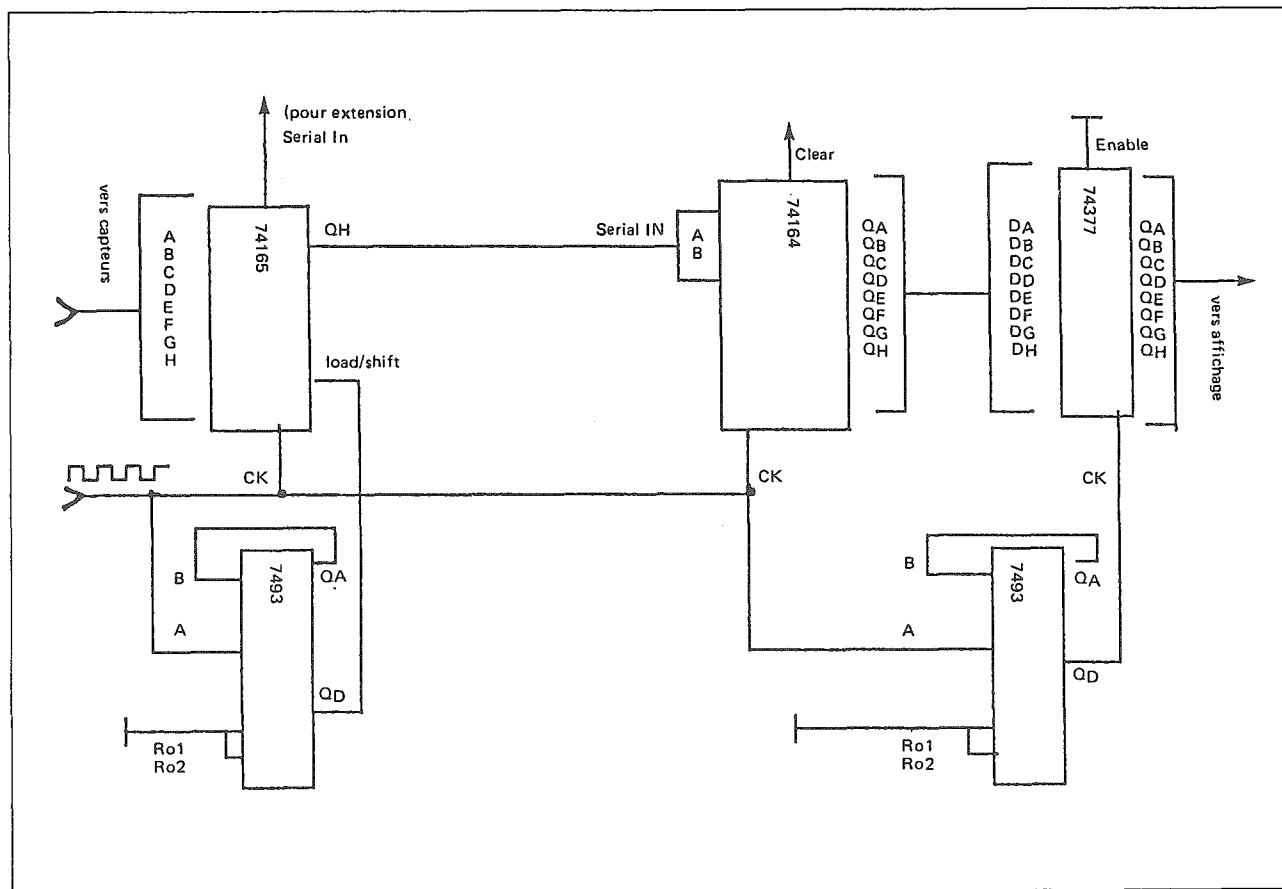 (pour extension
Serial In
vers capteurs
A
B
C
D
E
F
G
H
74165
QH
load/shift
CK
Serial IN
A
B
Clear
74164
QA
QB
QC
QD
QE
QF
QG
QH
DA
DB
DC
DD
DE
DF
DG
DH
Enable
74377
QA
QB
QC
QD
QE
QF
QG
QH
vers affichage
CK
CK
B
A
7493
QA
QD
Ro1
Ro2
B
A
7493
QA
QD
Ro1
Ro2